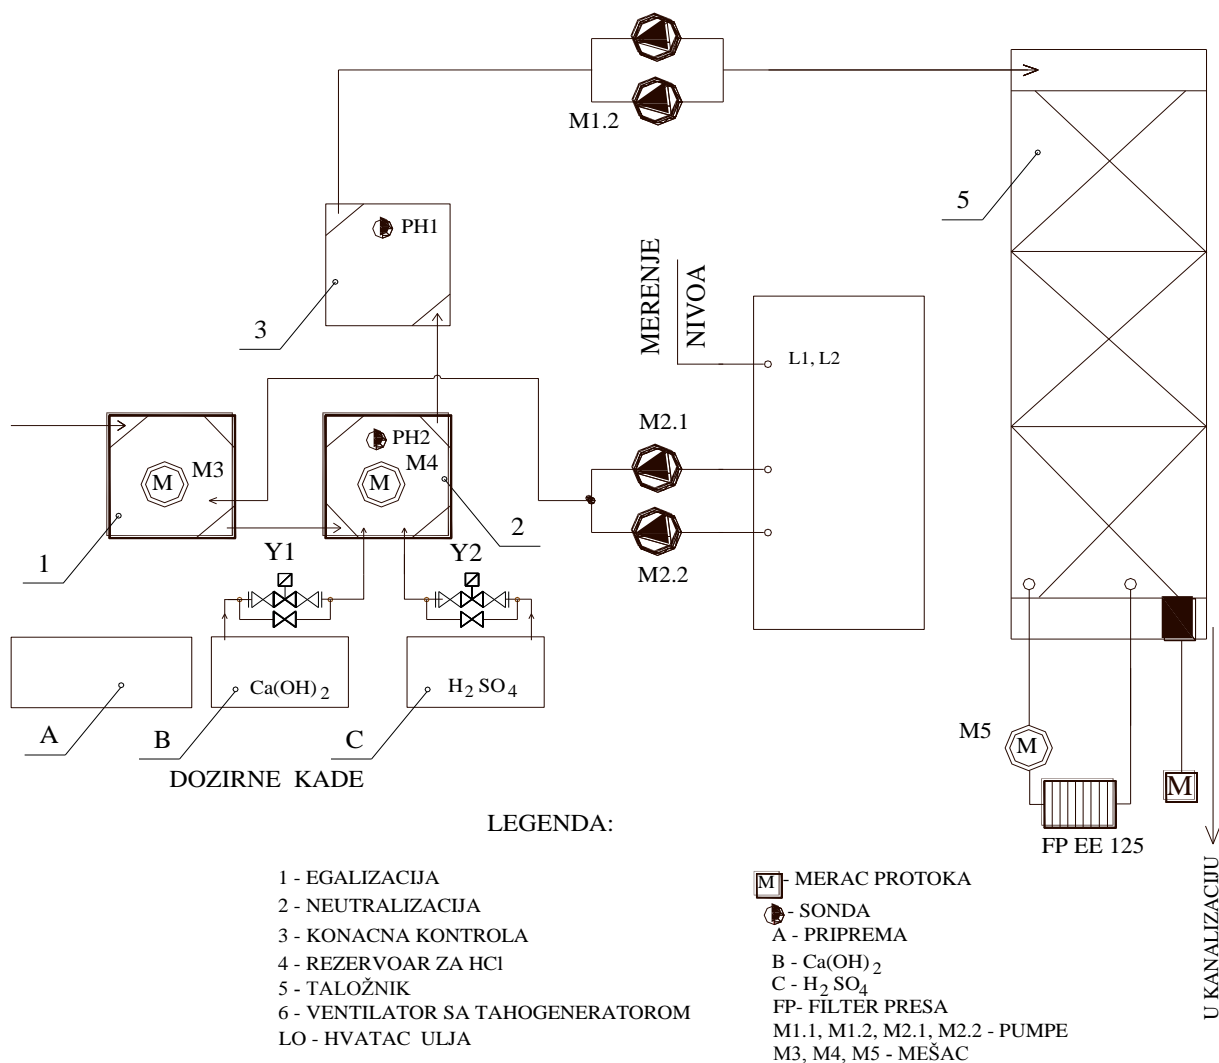 M1.2
5
PH1
3
MERENJE
NIVOA
L1, L2
M2.1
M2.2
M3
M
PH2
M4
M
1
2
Y1
Y2
Ca(OH) 2
H2 SO4
A
B
C
DOZIRNE KADE
M5
M
M
FP EE 125
U KANALIZACIJU
LEGENDA:
1 - EGALIZACIJA
2 - NEUTRALIZACIJA
3 - KONACNA KONTROLA
4 - REZERVOAR ZA HCl
5 - TALOŽNIK
6 - VENTILATOR SA TAHOGENERATOROM
LO - HVATAC ULJA
M - MERAC PROTOKA
- SONDA
A - PRIPREMA
B - Ca(OH) 2
C - H2 SO4
FP- FILTER PRESA
M1.1, M1.2, M2.1, M2.2 - PUMPE
M3, M4, M5 - MEŠAC